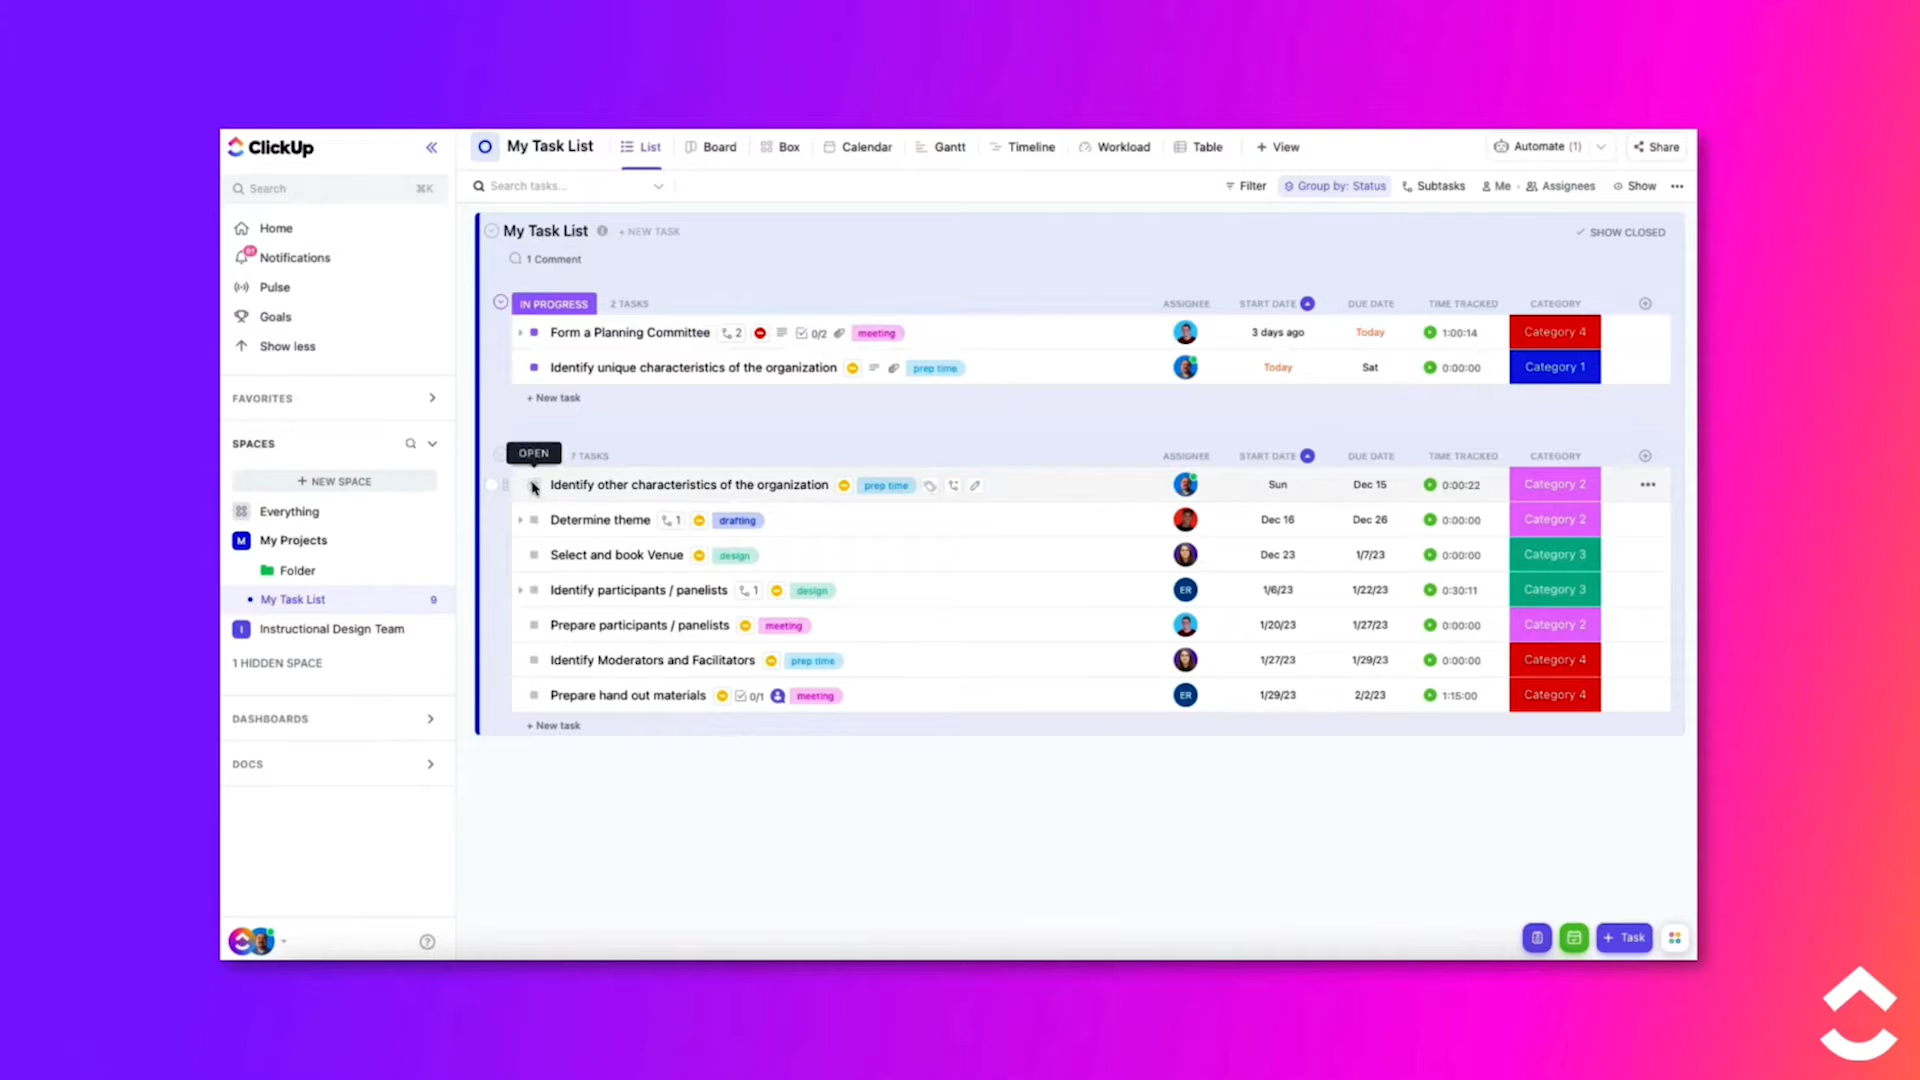 ClickUp
Search ⌘K
Home
Notifications
Pulse
Goals
Show less
FAVORITES
SPACES
+ NEW SPACE
Everything
M My Projects
Folder
My Task List 9
I Instructional Design Team
1 HIDDEN SPACE
DASHBOARDS
DOCS
My Task List List Board Box Calendar Gantt Timeline Workload Table + View Automate (1) Share
Search tasks... Filter Group by: Status Subtasks Me Assignees Show
My Task List + NEW TASK SHOW CLOSED
1 Comment
IN PROGRESS 2 TASKS ASSIGNEE START DATE DUE DATE TIME TRACKED CATEGORY
Form a Planning Committee 2 0/2 meeting 3 days ago Today 1:00:14 Category 4
Identify unique characteristics of the organization prep time Today Sat 0:00:00 Category 1
+ New task
OPEN 7 TASKS ASSIGNEE START DATE DUE DATE TIME TRACKED CATEGORY
Identify other characteristics of the organization prep time Sun Dec 15 0:00:22 Category 2
Determine theme 1 drafting Dec 16 Dec 26 0:00:00 Category 2
Select and book Venue design Dec 23 1/7/23 0:00:00 Category 3
Identify participants / panelists 1 design ER 1/6/23 1/22/23 0:30:11 Category 3
Prepare participants / panelists meeting 1/20/23 1/27/23 0:00:00 Category 2
Identify Moderators and Facilitators prep time 1/27/23 1/29/23 0:00:00 Category 4
Prepare hand out materials 0/1 meeting ER 1/29/23 2/2/23 1:15:00 Category 4
+ New task
+ Task